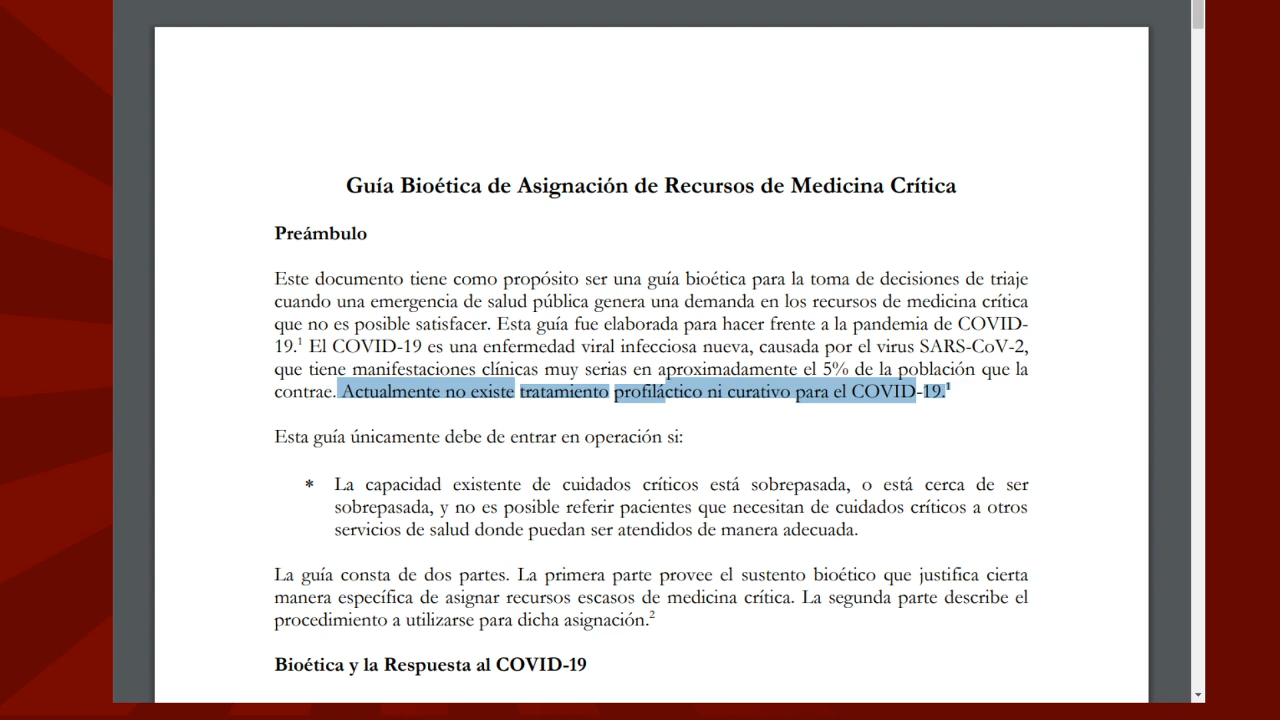 Guía Bioética de Asignación de Recursos de Medicina Crítica
Preámbulo
Este documento tiene como propósito ser una guía bioética para la toma de decisiones de triaje
cuando una emergencia de salud pública genera una demanda en los recursos de medicina crítica
que no es posible satisfacer. Esta guía fue elaborada para hacer frente a la pandemia de COVID-
19.¹ El COVID-19 es una enfermedad viral infecciosa nueva, causada por el virus SARS-CoV-2,
que tiene manifestaciones clínicas muy serias en aproximadamente el 5% de la población que la
contrae. Actualmente no existe tratamiento profiláctico ni curativo para el COVID-19.¹
Esta guía únicamente debe de entrar en operación si:
* La capacidad existente de cuidados críticos está sobrepasada, o está cerca de ser
sobrepasada, y no es posible referir pacientes que necesitan de cuidados críticos a otros
servicios de salud donde puedan ser atendidos de manera adecuada.
La guía consta de dos partes. La primera parte provee el sustento bioético que justifica cierta
manera específica de asignar recursos escasos de medicina crítica. La segunda parte describe el
procedimiento a utilizarse para dicha asignación.²
Bioética y la Respuesta al COVID-19